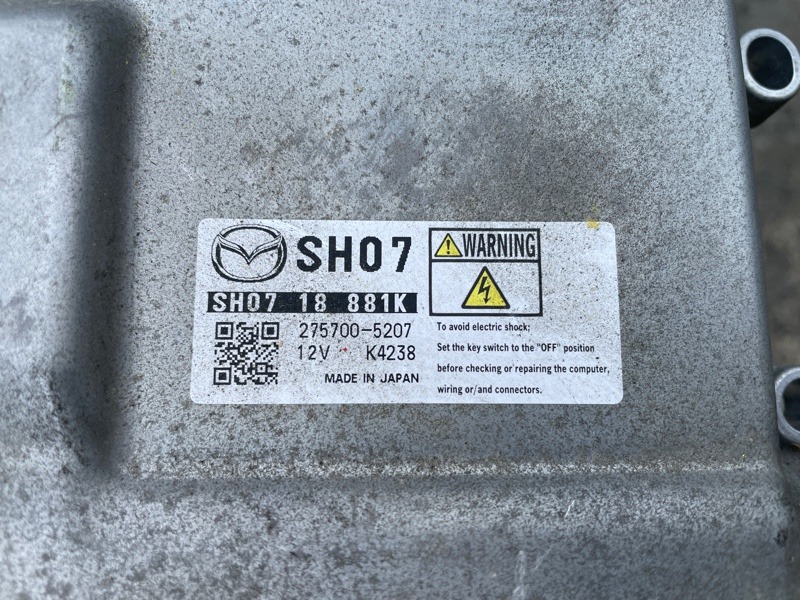 SH07
SH07 18 881K
275700-5207
12V K4238
MADE IN JAPAN
WARNING
To avoid electric shock;
Set the key switch to the "OFF" position
before checking or repairing the computer,
wiring or/and connectors.